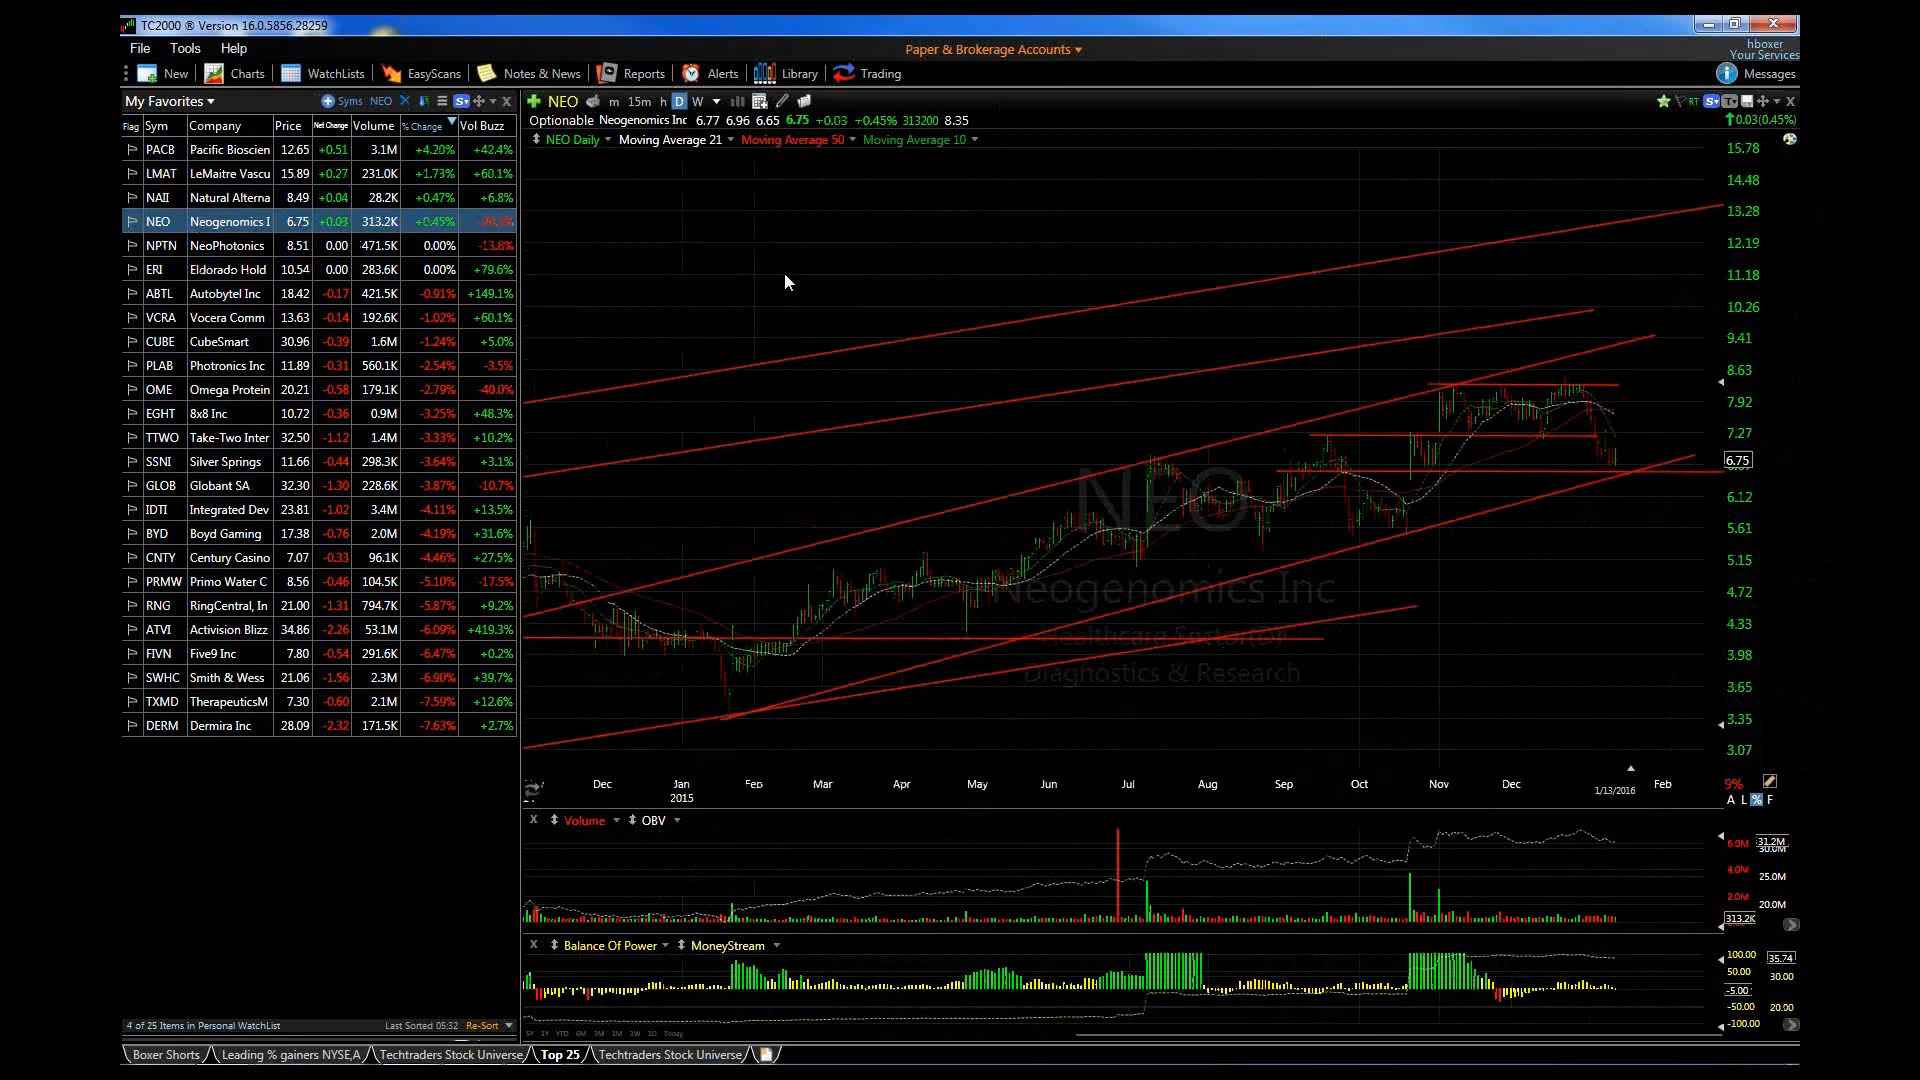 TC2000 ® Version 16.0.5856.28259
File Tools Help
Paper & Brokerage Accounts
hboxer
Your Services
New Charts WatchLists EasyScans Notes & News Reports Alerts Library Trading
Messages
My Favorites Syms NEO
Flag Sym Company Price Net Change Volume % Change Vol Buzz
PACB Pacific Bioscien 12.65 +0.51 3.1M +4.20% +42.4%
LMAT LeMaitre Vascu 15.89 +0.27 231.0K +1.73% +60.1%
NAII Natural Alterna 8.49 +0.04 28.2K +0.47% +6.8%
NEO Neogenomics I 6.75 +0.03 313.2K +0.45%
NPTN NeoPhotonics 8.51 0.00 471.5K 0.00% -13.8%
ERI Eldorado Hold 10.54 0.00 283.6K 0.00% +79.6%
ABTL Autobytel Inc 18.42 -0.17 421.5K -0.91% +149.1%
VCRA Vocera Comm 13.63 -0.14 192.6K -1.02% +60.1%
CUBE CubeSmart 30.96 -0.39 1.6M -1.24% +5.0%
PLAB Photronics Inc 11.89 -0.31 560.1K -2.54% -3.5%
OME Omega Protein 20.21 -0.58 179.1K -2.79% -40.0%
EGHT 8x8 Inc 10.72 -0.36 0.9M -3.25% +48.3%
TTWO Take-Two Inter 32.50 -1.12 1.4M -3.33% +10.2%
SSNI Silver Springs 11.66 -0.44 298.3K -3.64% +3.1%
GLOB Globant SA 32.30 -1.30 228.6K -3.87% -10.7%
IDTI Integrated Dev 23.81 -1.02 3.4M -4.11% +13.5%
BYD Boyd Gaming 17.38 -0.76 2.0M -4.19% +31.6%
CNTY Century Casino 7.07 -0.33 96.1K -4.46% +27.5%
PRMW Primo Water C 8.56 -0.46 104.5K -5.10% -17.5%
RNG RingCentral, In 21.00 -1.31 794.7K -5.87% +9.2%
ATVI Activision Blizz 34.86 -2.26 53.1M -6.09% +419.3%
FIVN Five9 Inc 7.80 -0.54 291.6K -6.47% +0.2%
SWHC Smith & Wess 21.06 -1.56 2.3M -6.90% +39.7%
TXMD TherapeuticsM 7.30 -0.60 2.1M -7.59% +12.6%
DERM Dermira Inc 28.09 -2.32 171.5K -7.63% +2.7%
4 of 25 Items in Personal WatchList Last Sorted 05:32 Re-Sort
NEO m 15m h D W
RT
Optionable Neogenomics Inc 6.77 6.96 6.65 6.75 +0.03 +0.45% 313200 8.35
0.03(0.45%)
NEO Daily Moving Average 21 Moving Average 50 Moving Average 10
15.78
14.48
13.28
12.19
11.18
10.26
9.41
8.63
7.92
7.27
6.75
6.12
5.61
5.15
4.72
4.33
3.98
3.65
3.35
3.07
NEO
Neogenomics Inc
Healthcare Sector(D)
Diagnostics & Research
Dec Jan Feb Mar Apr May Jun Jul Aug Sep Oct Nov Dec 1/13/2016 Feb
2015
9%
A L % F
Volume OBV
6.0M 31.2M
30.0M
4.0M 25.0M
2.0M 20.0M
313.2K
Balance Of Power MoneyStream
100.00 35.74
50.00 30.00
-5.00
-50.00 20.00
-100.00
5Y 3Y YTD 6M 3M 1M 1W 1D Today
Boxer Shorts Leading % gainers NYSE,A Techtraders Stock Universe Top 25 Techtraders Stock Universe